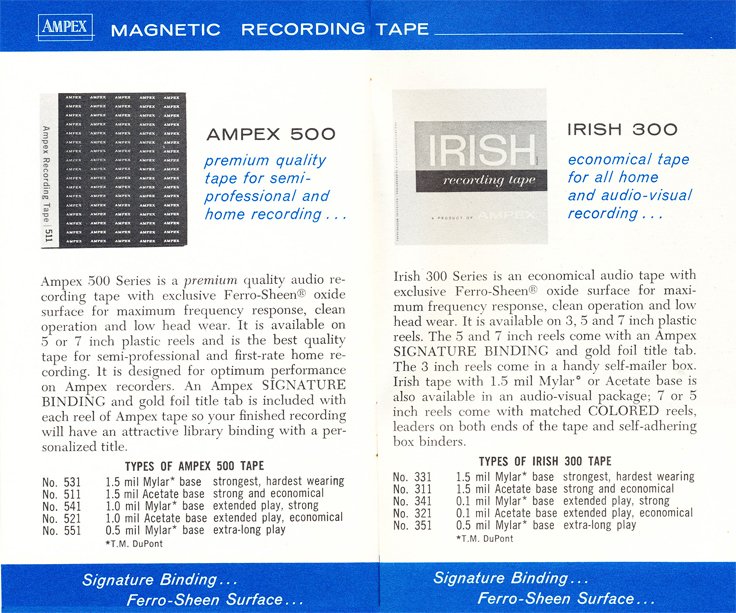 AMPEX MAGNETIC RECORDING TAPE
Ampex Recording Tape 511
AMPEX 500
premium quality
tape for semi-
professional and
home recording...
Ampex 500 Series is a premium quality audio re-
cording tape with exclusive Ferro-Sheen® oxide
surface for maximum frequency response, clean
operation and low head wear. It is available on
5 or 7 inch plastic reels and is the best quality
tape for semi-professional and first-rate home re-
cording. It is designed for optimum performance
on Ampex recorders. An Ampex SIGNATURE
BINDING and gold foil title tab is included with
each reel of Ampex tape so your finished recording
will have an attractive library binding with a per-
sonalized title.
TYPES OF AMPEX 500 TAPE
No. 531 1.5 mil Mylar* base strongest, hardest wearing
No. 511 1.5 mil Acetate base strong and economical
No. 541 1.0 mil Mylar* base extended play, strong
No. 521 1.0 mil Acetate base extended play, economical
No. 551 0.5 mil Mylar* base extra-long play
*T.M. DuPont
Signature Binding...
Ferro-Sheen Surface...
IRISH
recording tape
A PRODUCT OF AMPEX
IRISH 300
economical tape
for all home
and audio-visual
recording...
Irish 300 Series is an economical audio tape with
exclusive Ferro-Sheen® oxide surface for maxi-
mum frequency response, clean operation and low
head wear. It is available on 3, 5 and 7 inch plastic
reels. The 5 and 7 inch reels come with an Ampex
SIGNATURE BINDING and gold foil title tab.
The 3 inch reels come in a handy self-mailer box.
Irish tape with 1.5 mil Mylar* or Acetate base is
also available in an audio-visual package; 7 or 5
inch reels come with matched COLORED reels,
leaders on both ends of the tape and self-adhering
box binders.
TYPES OF IRISH 300 TAPE
No. 331 1.5 mil Mylar* base strongest, hardest wearing
No. 311 1.5 mil Acetate base strong and economical
No. 341 0.1 mil Mylar* base extended play, strong
No. 321 0.1 mil Acetate base extended play, economical
No. 351 0.5 mil Mylar* base extra-long play
*T.M. DuPont
Signature Binding...
Ferro-Sheen Surface...